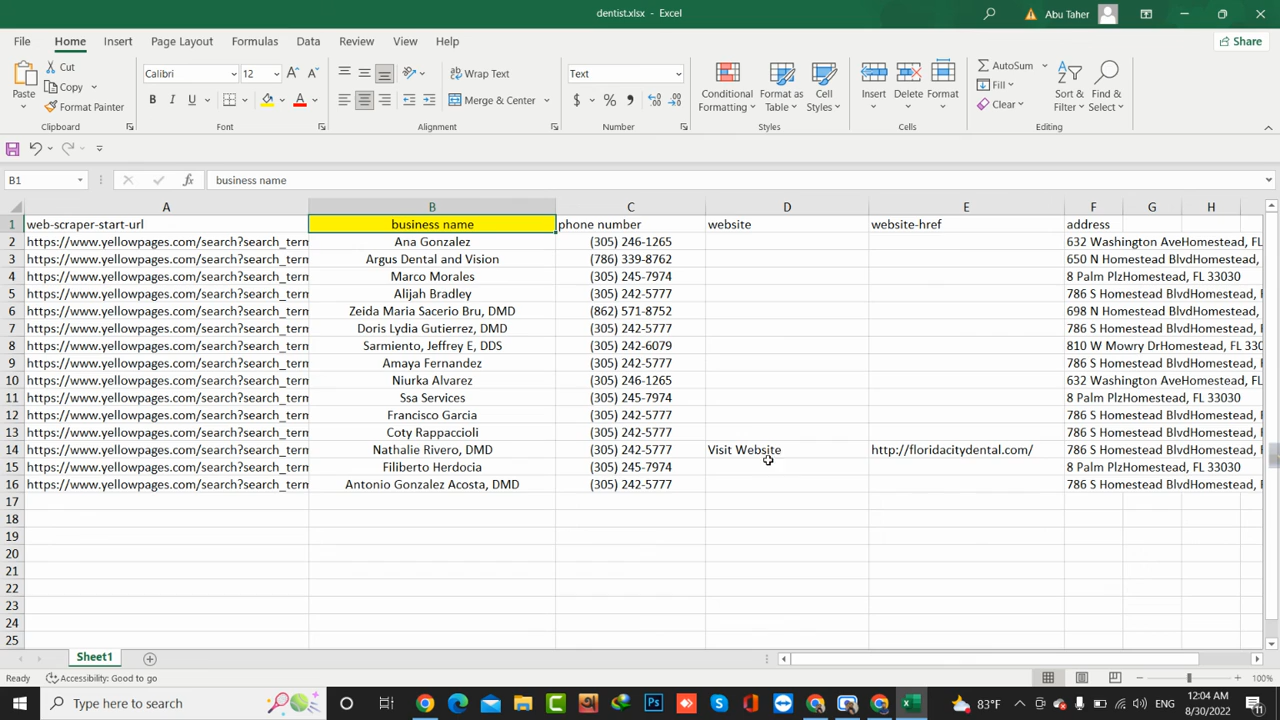 dentist.xlsx - Excel
Abu Taher
File Home Insert Page Layout Formulas Data Review View Help Share
Paste Cut Copy Format Painter Clipboard
Calibri 12 B I U A Font
Wrap Text Merge & Center Alignment
Text $ % , Number
Conditional Formatting Format as Table Cell Styles Styles
Insert Delete Format Cells
AutoSum Fill Clear Sort & Filter Find & Select Editing
B1 fx business name
A B C D E F G H
1 web-scraper-start-url business name phone number website website-href address
2 https://www.yellowpages.com/search?search_term Ana Gonzalez (305) 246-1265 632 Washington AveHomestead, FL
3 https://www.yellowpages.com/search?search_term Argus Dental and Vision (786) 339-8762 650 N Homestead BlvdHomestead,
4 https://www.yellowpages.com/search?search_term Marco Morales (305) 245-7974 8 Palm PlzHomestead, FL 33030
5 https://www.yellowpages.com/search?search_term Alijah Bradley (305) 242-5777 786 S Homestead BlvdHomestead,
6 https://www.yellowpages.com/search?search_term Zeida Maria Sacerio Bru, DMD (862) 571-8752 698 N Homestead BlvdHomestead,
7 https://www.yellowpages.com/search?search_term Doris Lydia Gutierrez, DMD (305) 242-5777 786 S Homestead BlvdHomestead,
8 https://www.yellowpages.com/search?search_term Sarmiento, Jeffrey E, DDS (305) 242-6079 810 W Mowry DrHomestead, FL 330
9 https://www.yellowpages.com/search?search_term Amaya Fernandez (305) 242-5777 786 S Homestead BlvdHomestead,
10 https://www.yellowpages.com/search?search_term Niurka Alvarez (305) 246-1265 632 Washington AveHomestead, FL
11 https://www.yellowpages.com/search?search_term Ssa Services (305) 245-7974 8 Palm PlzHomestead, FL 33030
12 https://www.yellowpages.com/search?search_term Francisco Garcia (305) 242-5777 786 S Homestead BlvdHomestead,
13 https://www.yellowpages.com/search?search_term Coty Rappaccioli (305) 242-5777 786 S Homestead BlvdHomestead,
14 https://www.yellowpages.com/search?search_term Nathalie Rivero, DMD (305) 242-5777 Visit Website http://floridacitydental.com/ 786 S Homestead BlvdHomestead,
15 https://www.yellowpages.com/search?search_term Filiberto Herdocia (305) 245-7974 8 Palm PlzHomestead, FL 33030
16 https://www.yellowpages.com/search?search_term Antonio Gonzalez Acosta, DMD (305) 242-5777 786 S Homestead BlvdHomestead,
17
18
19
20
21
22
23
24
25
Sheet1
Ready Accessibility: Good to go 100%
Type here to search 83°F ENG 12:04 AM 8/30/2022